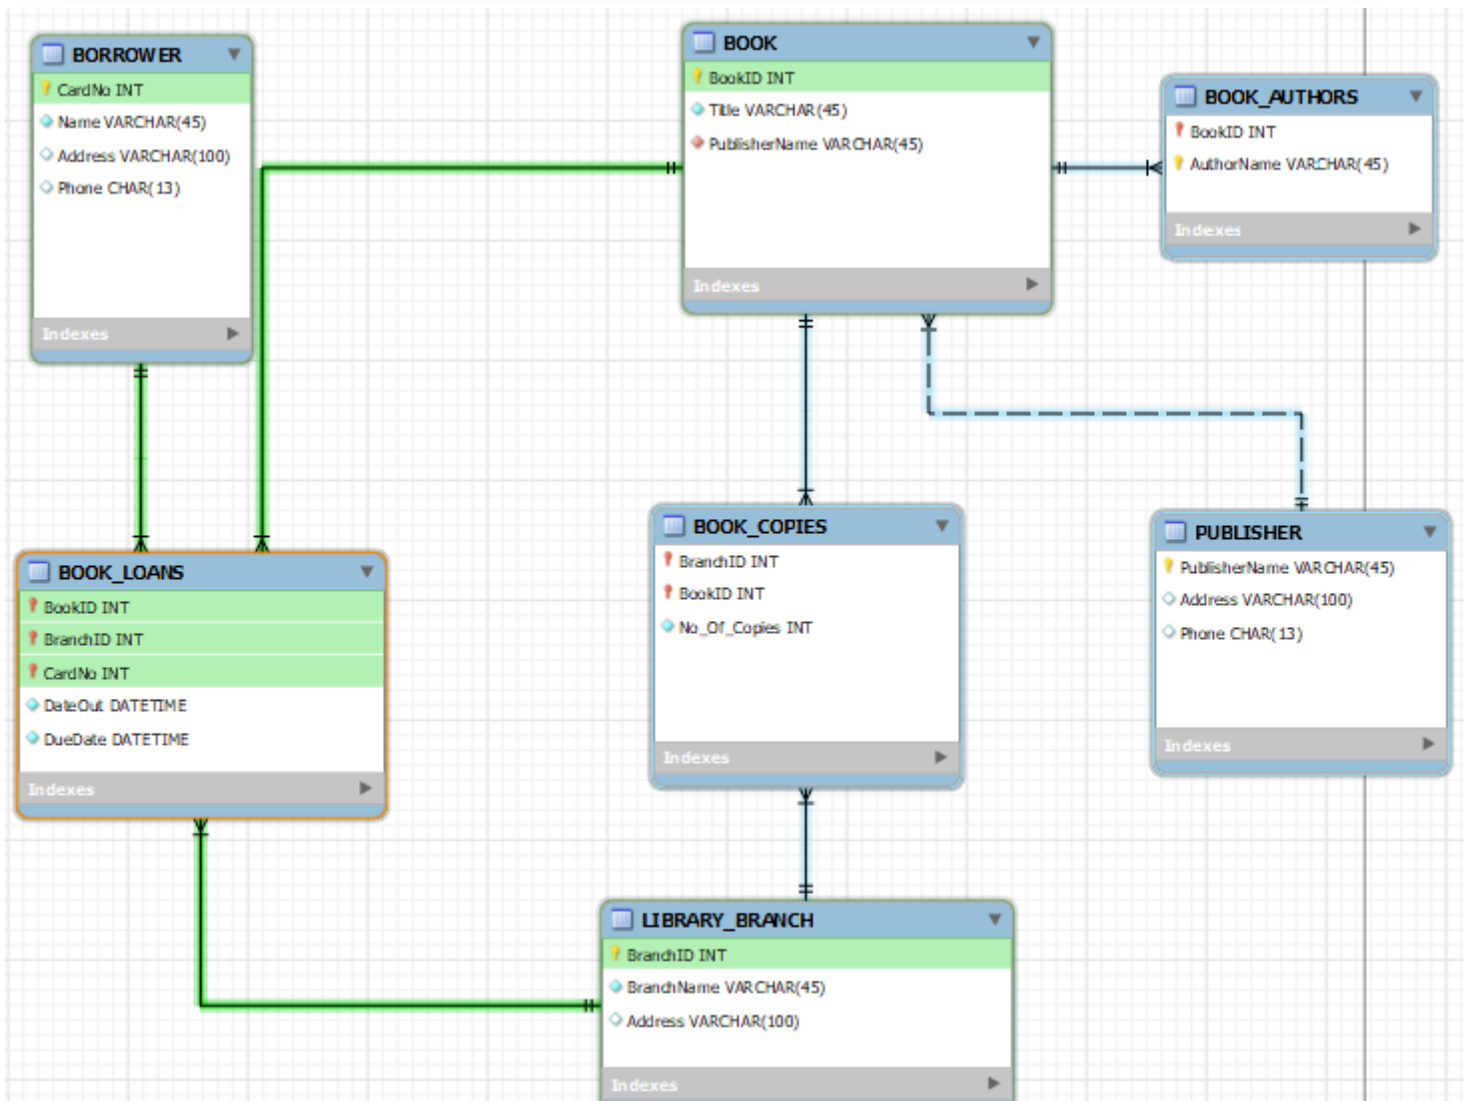 BORROWER
CardNo INT
Name VARCHAR(45)
Address VARCHAR(100)
Phone CHAR(13)
Indexes
BOOK
BookID INT
Title VARCHAR(45)
PublisherName VARCHAR(45)
Indexes
BOOK_AUTHORS
BookID INT
AuthorName VARCHAR(45)
Indexes
BOOK_LOANS
BookID INT
BranchID INT
CardNo INT
DateOut DATETIME
DueDate DATETIME
Indexes
BOOK_COPIES
BranchID INT
BookID INT
No_Of_Copies INT
Indexes
PUBLISHER
PublisherName VARCHAR(45)
Address VARCHAR(100)
Phone CHAR(13)
Indexes
LIBRARY_BRANCH
BranchID INT
BranchName VARCHAR(45)
Address VARCHAR(100)
Indexes